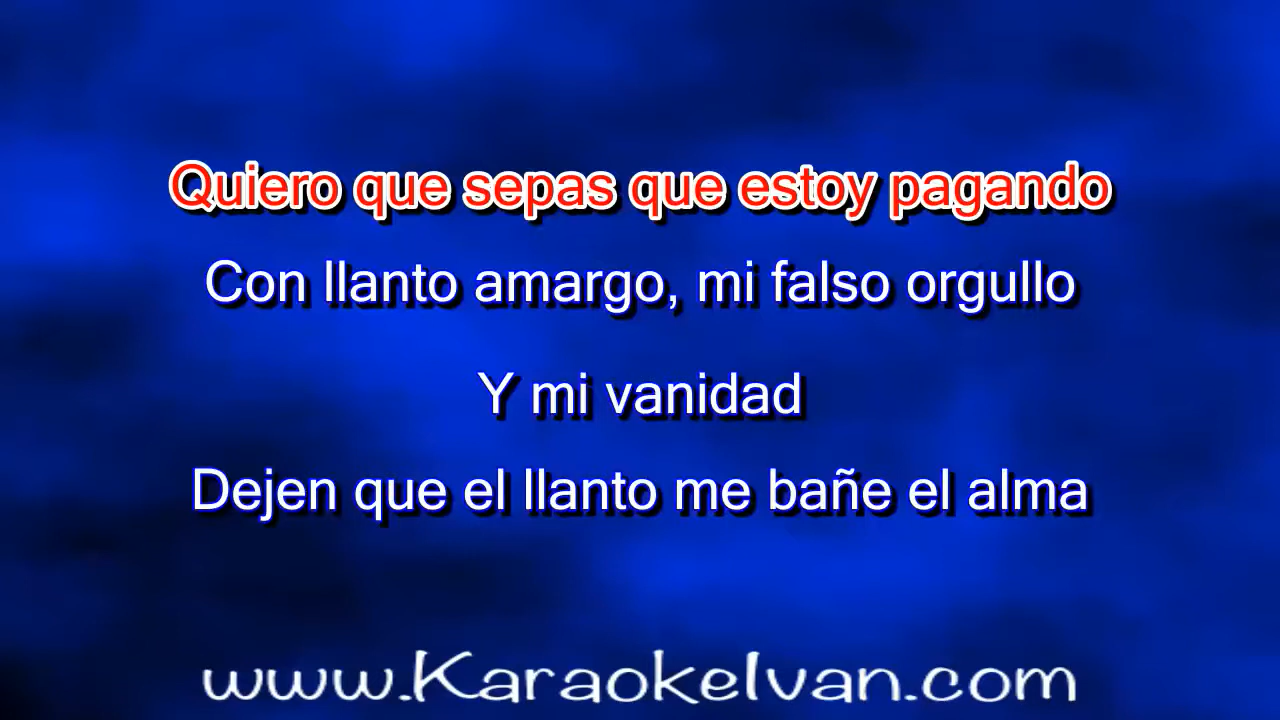 Quiero que sepas que estoy pagando
Con llanto amargo, mi falso orgullo
Y mi vanidad
Dejen que el llanto me bañe el alma
www.KaraokeIvan.com